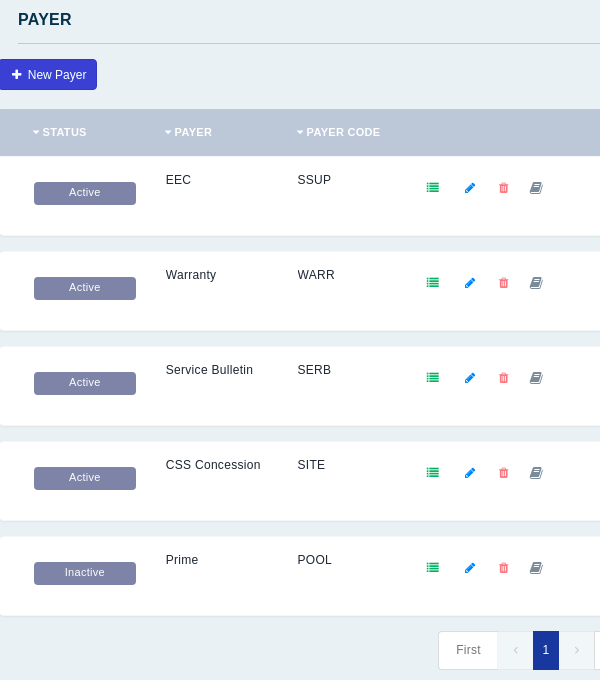 PAYER
New Payer
STATUS PAYER PAYER CODE
Active EEC SSUP
Active Warranty WARR
Active Service Bulletin SERB
Active CSS Concession SITE
Inactive Prime POOL
First 1